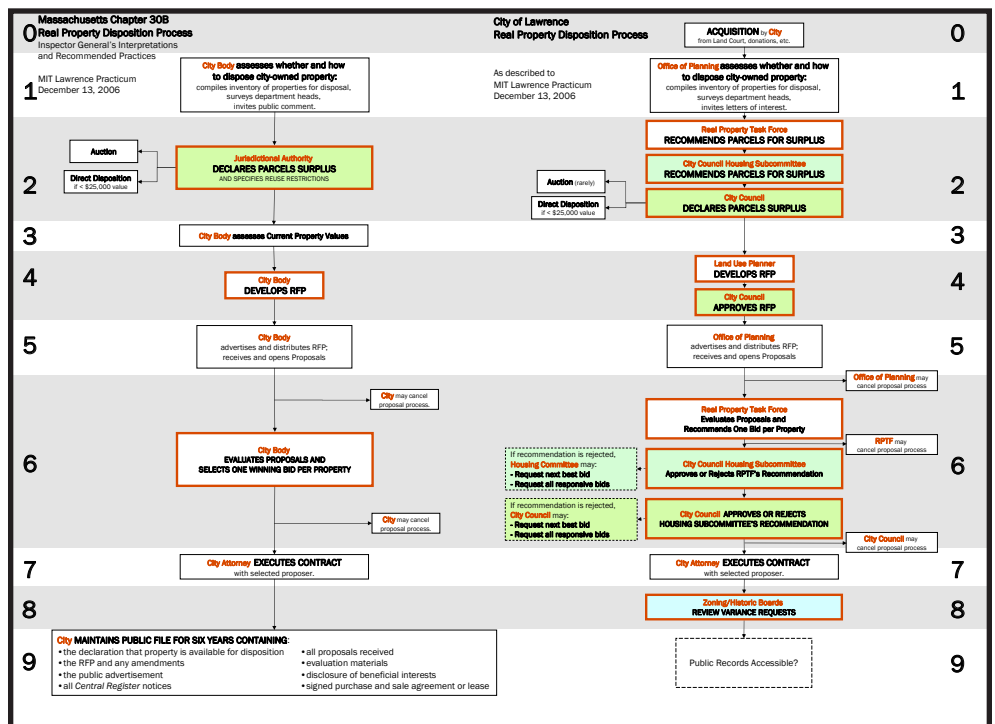 0
Massachusetts Chapter 30B
Real Property Disposition Process
Inspector General's Interpretations
and Recommended Practices
MIT Lawrence Practicum
December 13, 2006
1
City Body assesses whether and how
to dispose city-owned property:
compiles inventory of properties for disposal,
surveys department heads,
invites public comment.
2
Auction
Direct Disposition
if < $25,000 value
Jurisdictional Authority
DECLARES PARCELS SURPLUS
AND SPECIFIES REUSE RESTRICTIONS
3
City Body assesses Current Property Values
4
City Body
DEVELOPS RFP
5
City Body
advertises and distributes RFP;
receives and opens Proposals
6
City may cancel
proposal process.
City Body
EVALUATES PROPOSALS AND
SELECTS ONE WINNING BID PER PROPERTY
City may cancel
proposal process.
7
City Attorney EXECUTES CONTRACT
with selected proposer.
8
9
City MAINTAINS PUBLIC FILE FOR SIX YEARS CONTAINING:
•the declaration that property is available for disposition
•the RFP and any amendments
•the public advertisement
•all Central Register notices
•all proposals received
•evaluation materials
•disclosure of beneficial interests
•signed purchase and sale agreement or lease
City of Lawrence
Real Property Disposition Process
As described to
MIT Lawrence Practicum
December 13, 2006
ACQUISITION by City
from Land Court, donations, etc.
0
Office of Planning assesses whether and how
to dispose city-owned property:
compiles inventory of properties for disposal,
surveys department heads,
invites letters of interest.
1
Real Property Task Force
RECOMMENDS PARCELS FOR SURPLUS
City Council Housing Subcommittee
RECOMMENDS PARCELS FOR SURPLUS
Auction (rarely)
Direct Disposition
if < $25,000 value
City Council
DECLARES PARCELS SURPLUS
2
3
Land Use Planner
DEVELOPS RFP
City Council
APPROVES RFP
4
Office of Planning
advertises and distributes RFP;
receives and opens Proposals
5
Office of Planning may
cancel proposal process
Real Property Task Force
Evaluates Proposals and
Recommends One Bid per Property
RPTF may
cancel proposal process
If recommendation is rejected,
Housing Committee may:
- Request next best bid
- Request all responsive bids
City Council Housing Subcommittee
Approves or Rejects RPTF's Recommendation
6
If recommendation is rejected,
City Council may:
- Request next best bid
- Request all responsive bids
City Council APPROVES OR REJECTS
HOUSING SUBCOMMITTEE'S RECOMMENDATION
City Council may
cancel proposal process
City Attorney EXECUTES CONTRACT
with selected proposer.
7
Zoning/Historic Boards
REVIEW VARIANCE REQUESTS
8
Public Records Accessible?
9